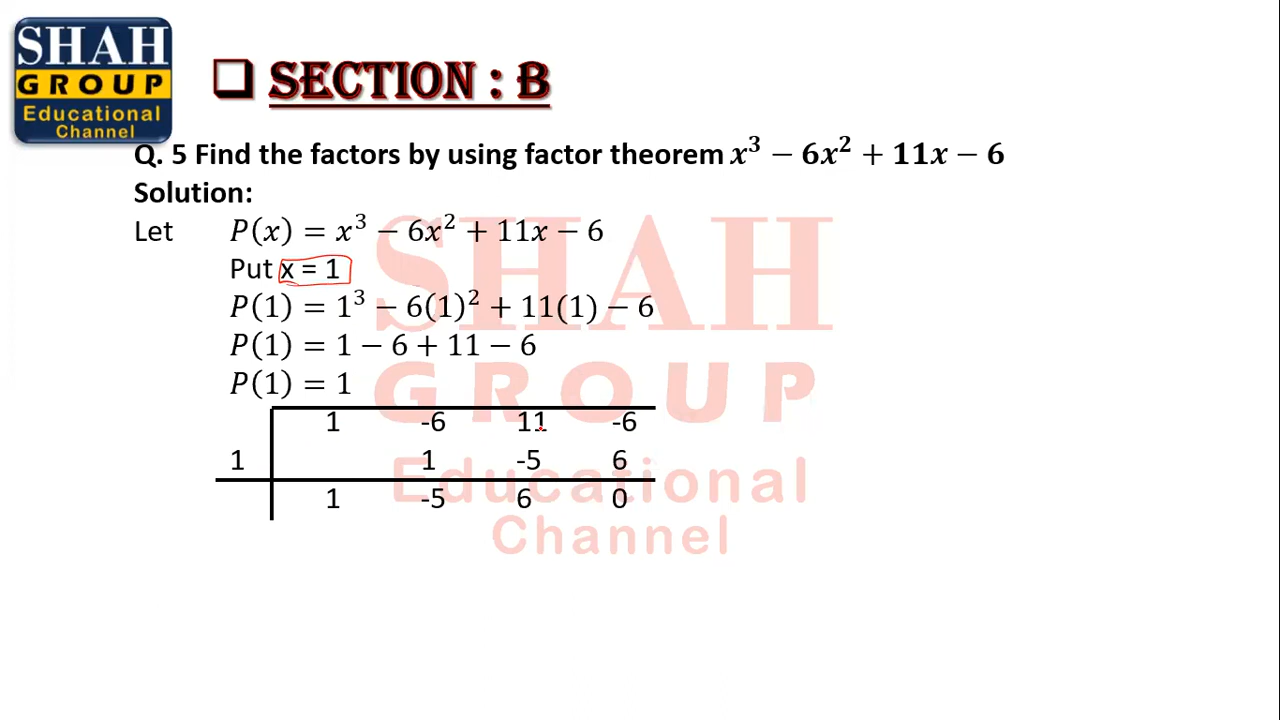 SHAH
GROUP
Educational
Channel
❑ SECTION : B
Q. 5 Find the factors by using factor theorem x³ − 6x² + 11x − 6
Solution:
Let P(x) = x³ − 6x² + 11x − 6
Put x = 1
P(1) = 1³ − 6(1)² + 11(1) − 6
P(1) = 1 − 6 + 11 − 6
P(1) = 1
1 -6 11 -6
1 1 -5 6
1 -5 6 0
SHAH
GROUP
Educational
Channel